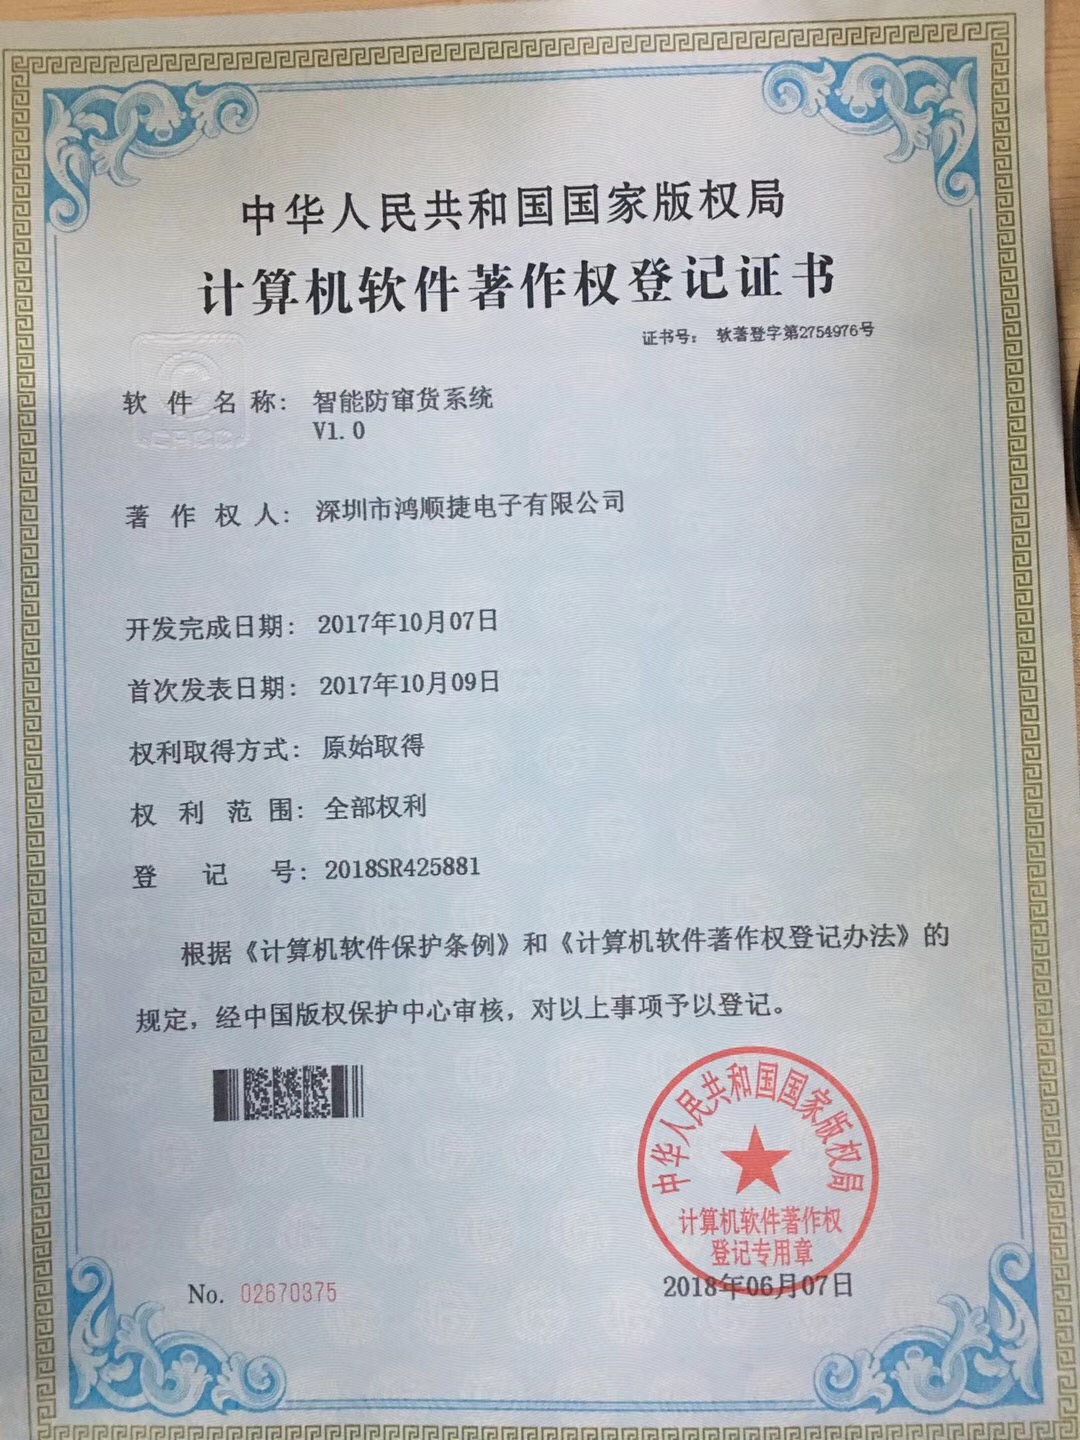 中华人民共和国国家版权局
计算机软件著作权登记证书
证书号： 软著登字第2754976号
CPCC
软件名称： 智能防窜货系统
V1.0
著作权人： 深圳市鸿顺捷电子有限公司
开发完成日期： 2017年10月07日
首次发表日期： 2017年10月09日
权利取得方式： 原始取得
权利范围： 全部权利
登记号： 2018SR425881
根据《计算机软件保护条例》和《计算机软件著作权登记办法》的
规定，经中国版权保护中心审核，对以上事项予以登记。
中华人民共和国国家版权局
计算机软件著作权
登记专用章
No. 02670375
2018年06月07日